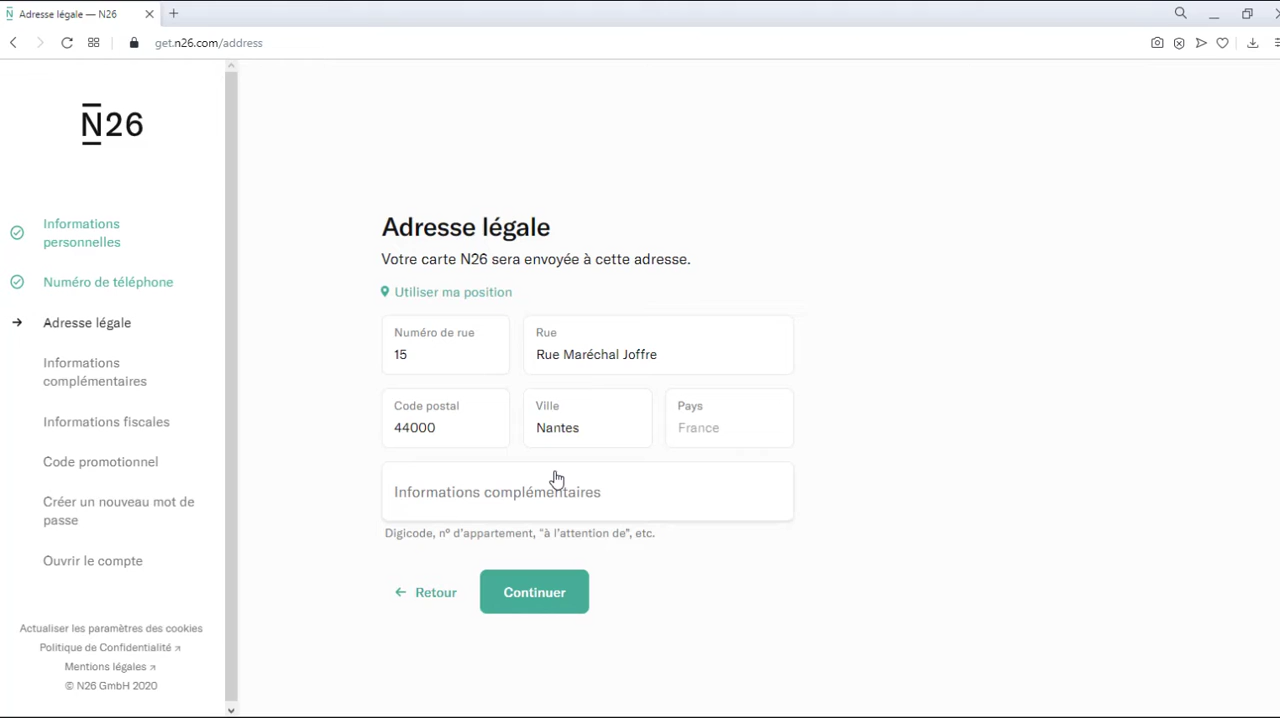 Adresse légale — N26
get.n26.com/address
N26
Informations
personnelles
Numéro de téléphone
Adresse légale
Informations
complémentaires
Informations fiscales
Code promotionnel
Créer un nouveau mot de
passe
Ouvrir le compte
Actualiser les paramètres des cookies
Politique de Confidentialité ↗
Mentions légales ↗
© N26 GmbH 2020
Adresse légale
Votre carte N26 sera envoyée à cette adresse.
Utiliser ma position
Numéro de rue
15
Rue
Rue Maréchal Joffre
Code postal
44000
Ville
Nantes
Pays
France
Informations complémentaires
Digicode, n° d'appartement, "à l'attention de", etc.
← Retour
Continuer